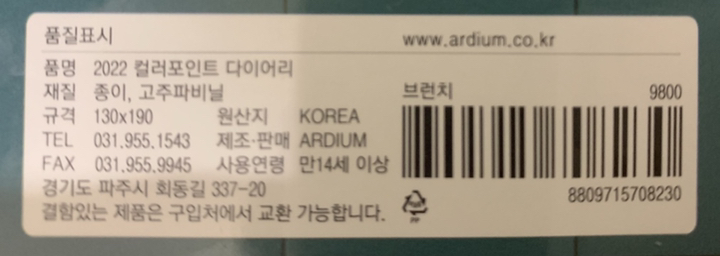 품질표시
www.ardium.co.kr
품명 2022 컬러포인트 다이어리
재질 종이, 고주파비닐
규격 130x190 원산지 KOREA
TEL 031.955.1543 제조·판매 ARDIUM
FAX 031.955.9945 사용연령 만14세 이상
경기도 파주시 회동길 337-20
결함있는 제품은 구입처에서 교환 가능합니다.
브런치 9800
8809715708230
PP